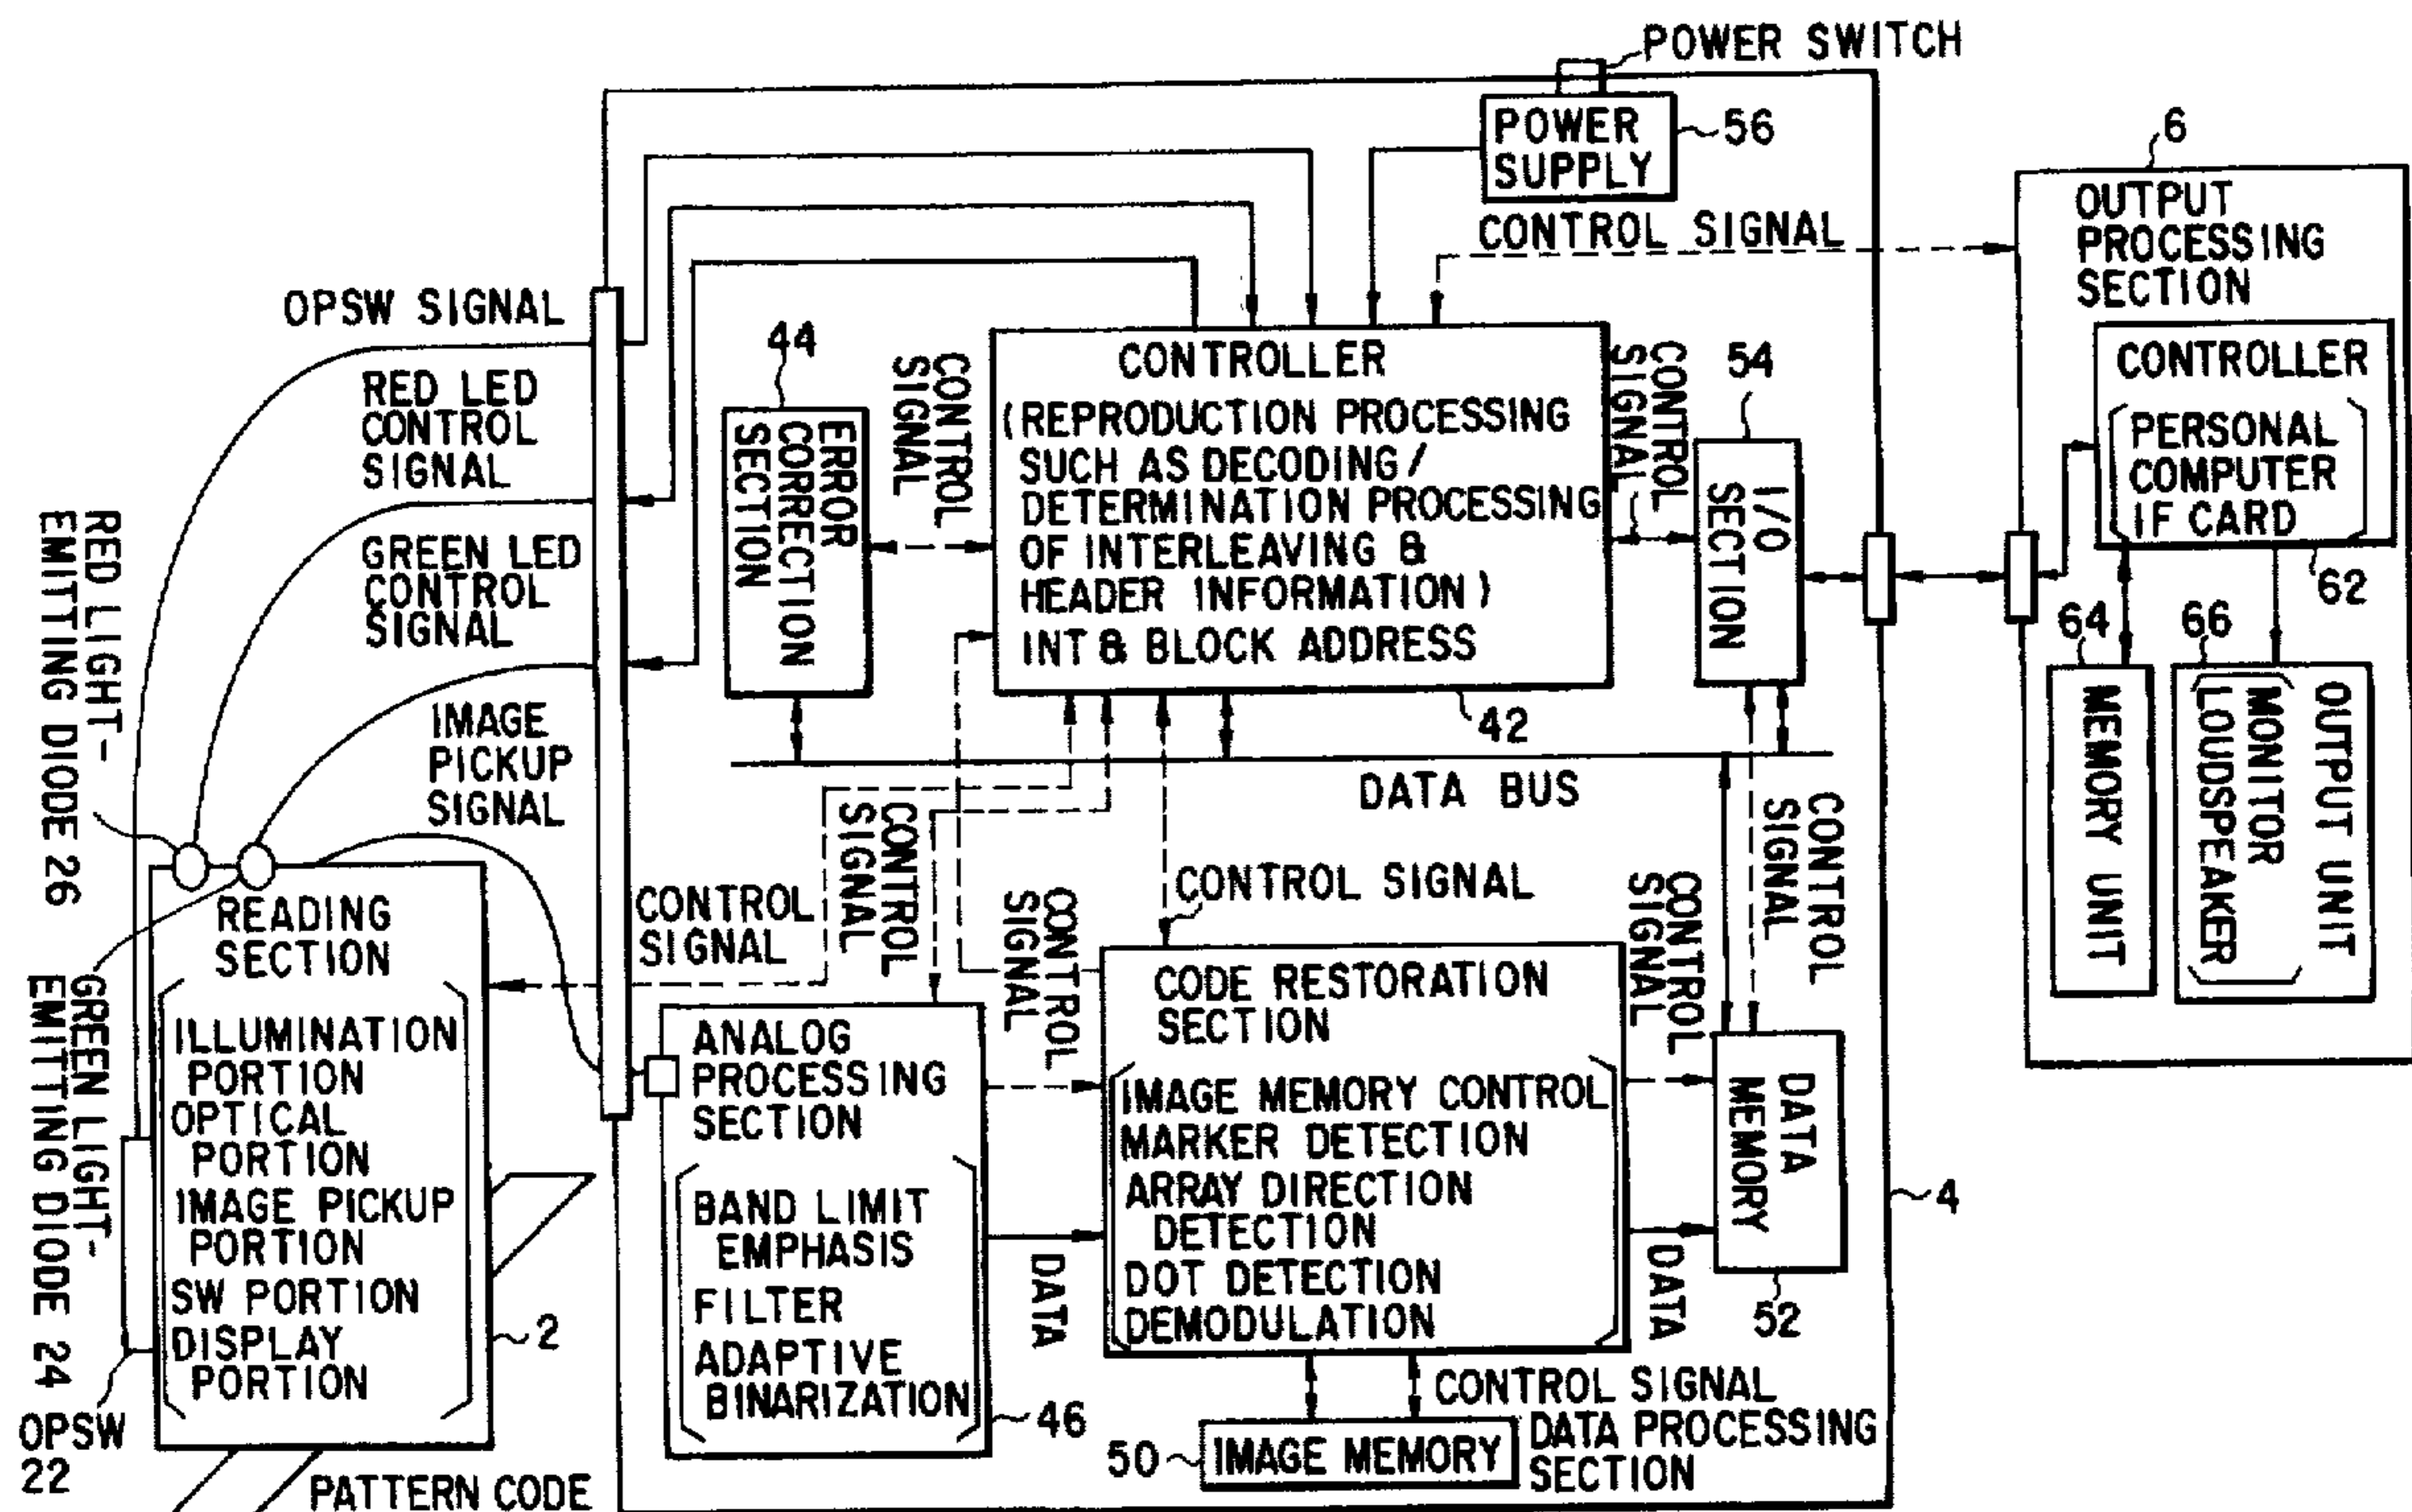 POWER SWITCH
POWER
SUPPLY
56
6
OUTPUT
PROCESSING
SECTION
CONTROL SIGNAL
OPSW SIGNAL
RED LED
CONTROL
SIGNAL
GREEN LED
CONTROL
SIGNAL
IMAGE
PICKUP
SIGNAL
44
ERROR
CORRECTION
SECTION
CONTROL
SIGNAL
CONTROLLER
(REPRODUCTION PROCESSING
SUCH AS DECODING/
DETERMINATION PROCESSING
OF INTERLEAVING &
HEADER INFORMATION)
INT & BLOCK ADDRESS
42
CONTROL
SIGNAL
54
I/O
SECTION
CONTROLLER
PERSONAL
COMPUTER
IF CARD
62
64
MEMORY UNIT
66
OUTPUT UNIT
MONITOR
LOUDSPEAKER
DATA BUS
RED LIGHT-
EMITTING DIODE 26
GREEN LIGHT-
EMITTING DIODE 24
READING
SECTION
ILLUMINATION
PORTION
OPTICAL
PORTION
IMAGE PICKUP
PORTION
SW PORTION
DISPLAY
PORTION
2
OPSW
22
PATTERN CODE
CONTROL
SIGNAL
CONTROL
SIGNAL
CONTROL
SIGNAL
CONTROL SIGNAL
CONTROL
SIGNAL
CONTROL
SIGNAL
ANALOG
PROCESSING
SECTION
BAND LIMIT
EMPHASIS
FILTER
ADAPTIVE
BINARIZATION
46
DATA
CODE RESTORATION
SECTION
IMAGE MEMORY CONTROL
MARKER DETECTION
ARRAY DIRECTION
DETECTION
DOT DETECTION
DEMODULATION
DATA
DATA
MEMORY
52
4
CONTROL SIGNAL
50
IMAGE MEMORY
DATA PROCESSING
SECTION